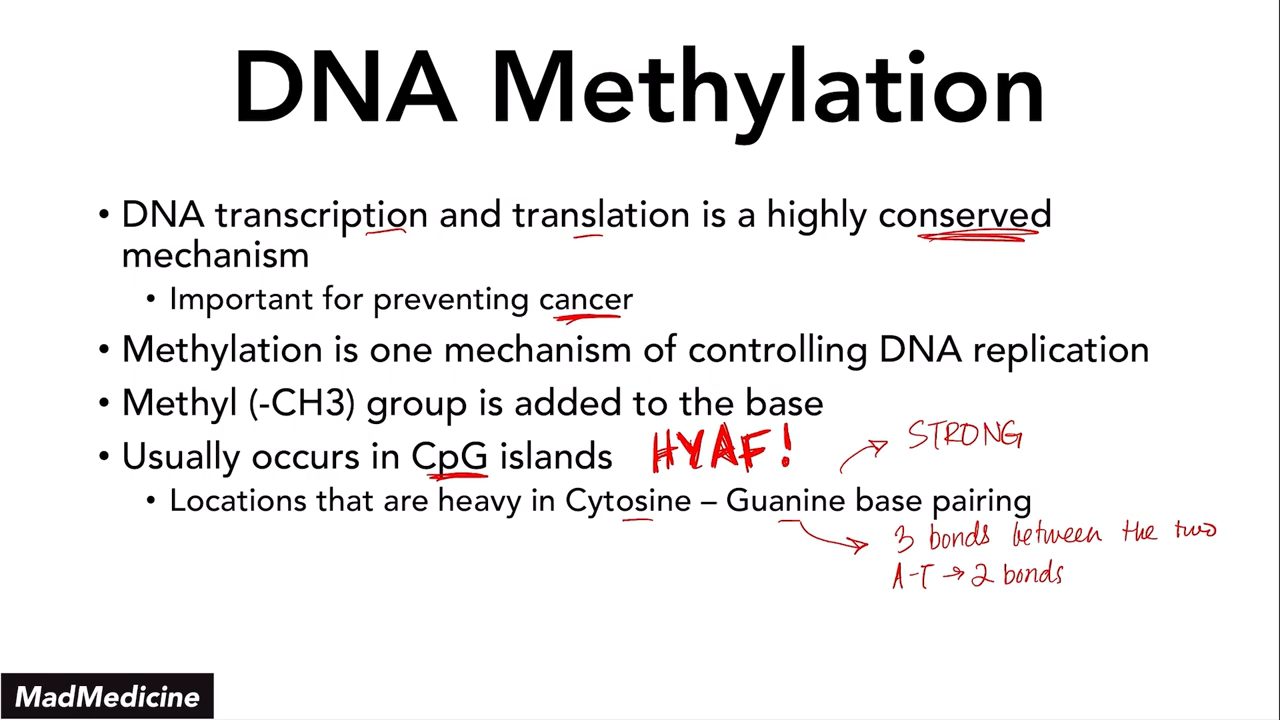 DNA Methylation
• DNA transcription and translation is a highly conserved
mechanism
• Important for preventing cancer
• Methylation is one mechanism of controlling DNA replication
• Methyl (-CH3) group is added to the base
STRONG
• Usually occurs in CpG islands HYAF!
• Locations that are heavy in Cytosine – Guanine base pairing
3 bonds between the two
A-T → 2 bonds
MadMedicine